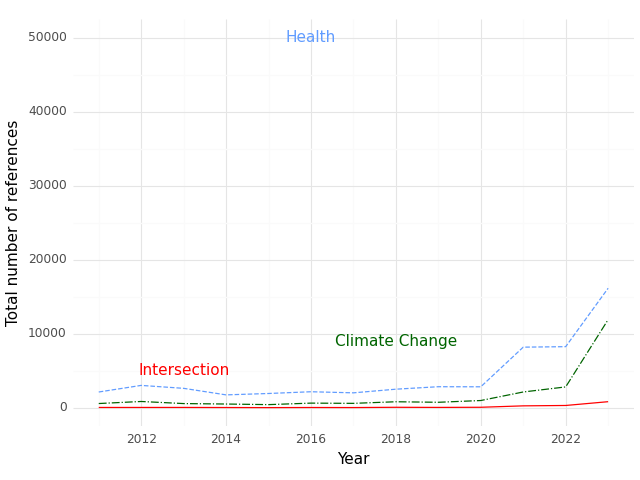 Health
Climate Change
Intersection
Total number of references
50000
40000
30000
20000
10000
0
2012
2014
2016
2018
2020
2022
Year